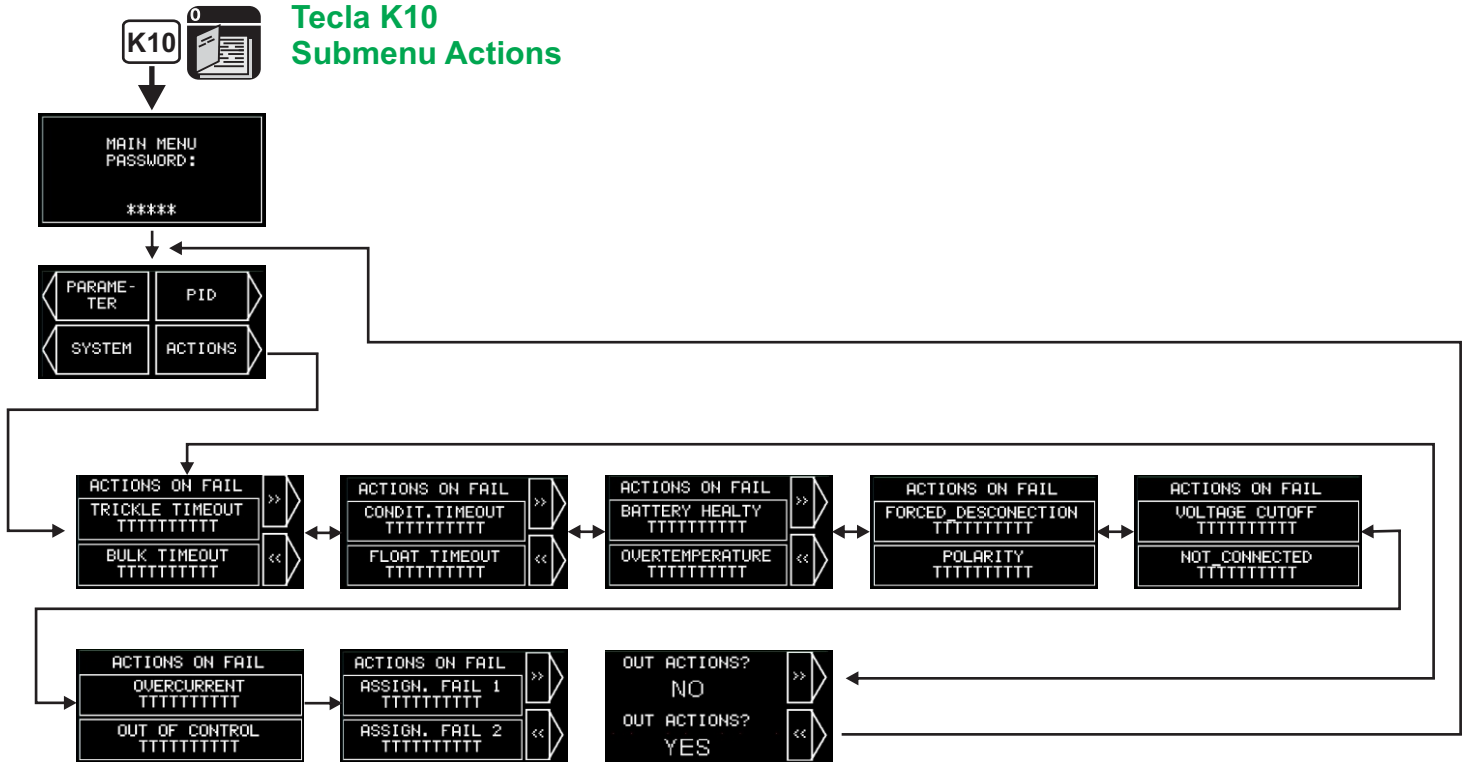 0
K10
Tecla K10
Submenu Actions
MAIN MENU
PASSWORD:
*****
PARAME-
TER
PID
SYSTEM
ACTIONS
ACTIONS ON FAIL
TRICKLE TIMEOUT
TTTTTTTTTT
BULK TIMEOUT
TTTTTTTTTT
>>
<<
ACTIONS ON FAIL
CONDIT.TIMEOUT
TTTTTTTTTT
FLOAT TIMEOUT
TTTTTTTTTT
>>
<<
ACTIONS ON FAIL
BATTERY HEALTY
TTTTTTTTTT
OVERTEMPERATURE
TTTTTTTTTT
>>
<<
ACTIONS ON FAIL
FORCED_DESCONECTION
TTTTTTTTTT
POLARITY
TTTTTTTTTT
ACTIONS ON FAIL
VOLTAGE CUTOFF
TTTTTTTTTT
NOT_CONNECTED
TTTTTTTTTT
ACTIONS ON FAIL
OVERCURRENT
TTTTTTTTTT
OUT OF CONTROL
TTTTTTTTTT
ACTIONS ON FAIL
ASSIGN. FAIL 1
TTTTTTTTTT
ASSIGN. FAIL 2
TTTTTTTTTT
>>
<<
OUT ACTIONS?
NO
OUT ACTIONS?
YES
>>
<<